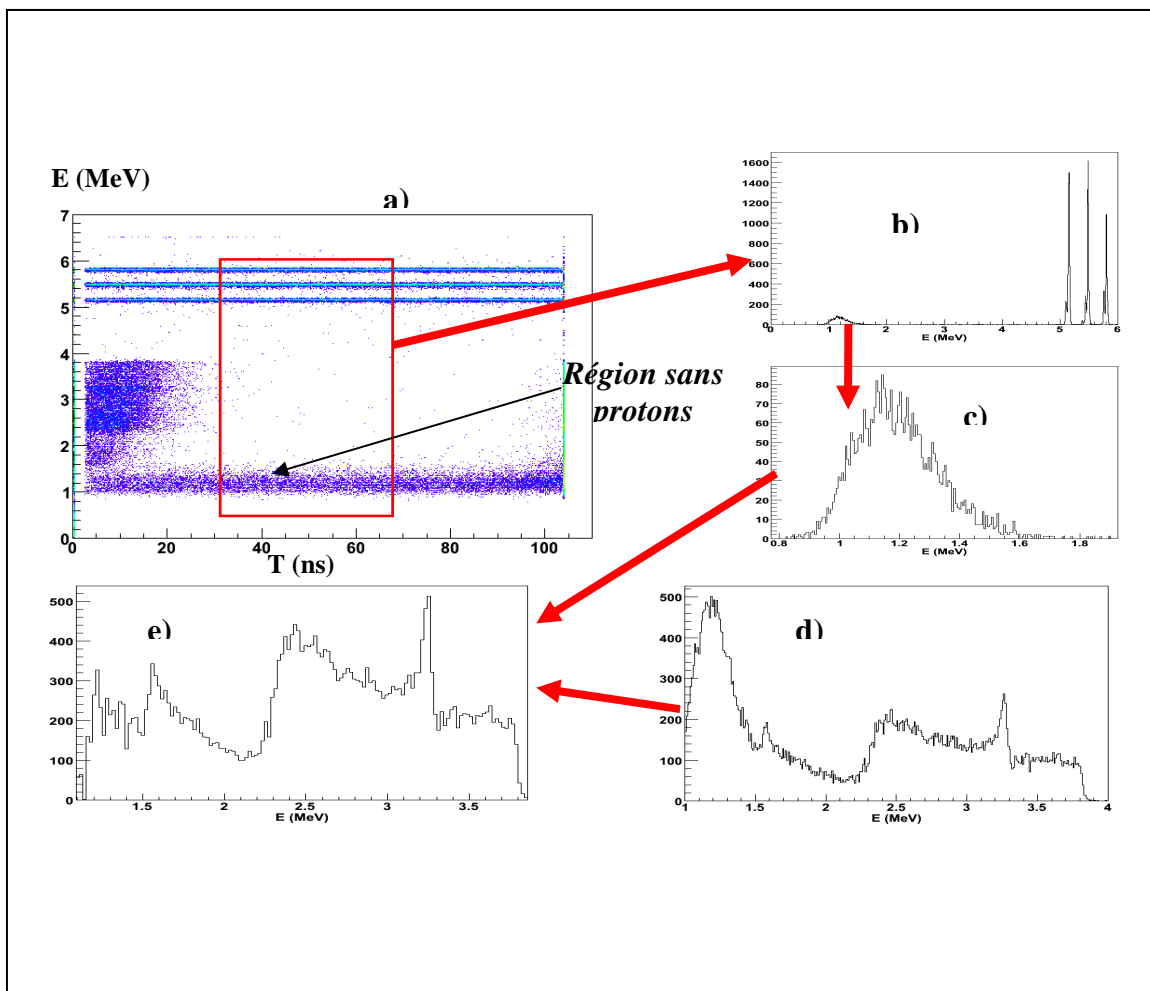 E (MeV)
a)
7
6
5
4
3
2
1
0
0 20 40 60 80 100
T (ns)
Région sans
protons
b)
1600
1400
1200
1000
800
600
400
200
0
0 1 2 3 4 5 6
E (MeV)
c)
80
70
60
50
40
30
20
10
0
0.8 1 1.2 1.4 1.6 1.8
E (MeV)
e)
500
400
300
200
100
0
1.5 2 2.5 3 3.5
E (MeV)
d)
500
400
300
200
100
0
1 1.5 2 2.5 3 3.5 4
E (MeV)